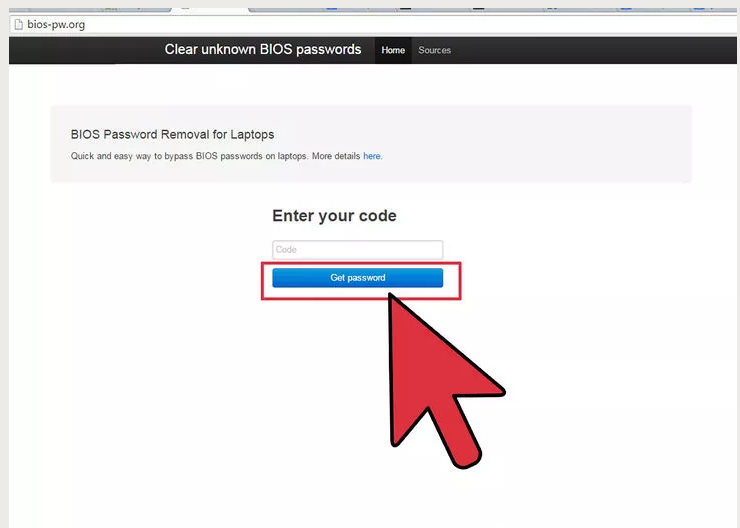 bios-pw.org
Clear unknown BIOS passwords Home Sources
BIOS Password Removal for Laptops
Quick and easy way to bypass BIOS passwords on laptops. More details here.
Enter your code
Code
Get password